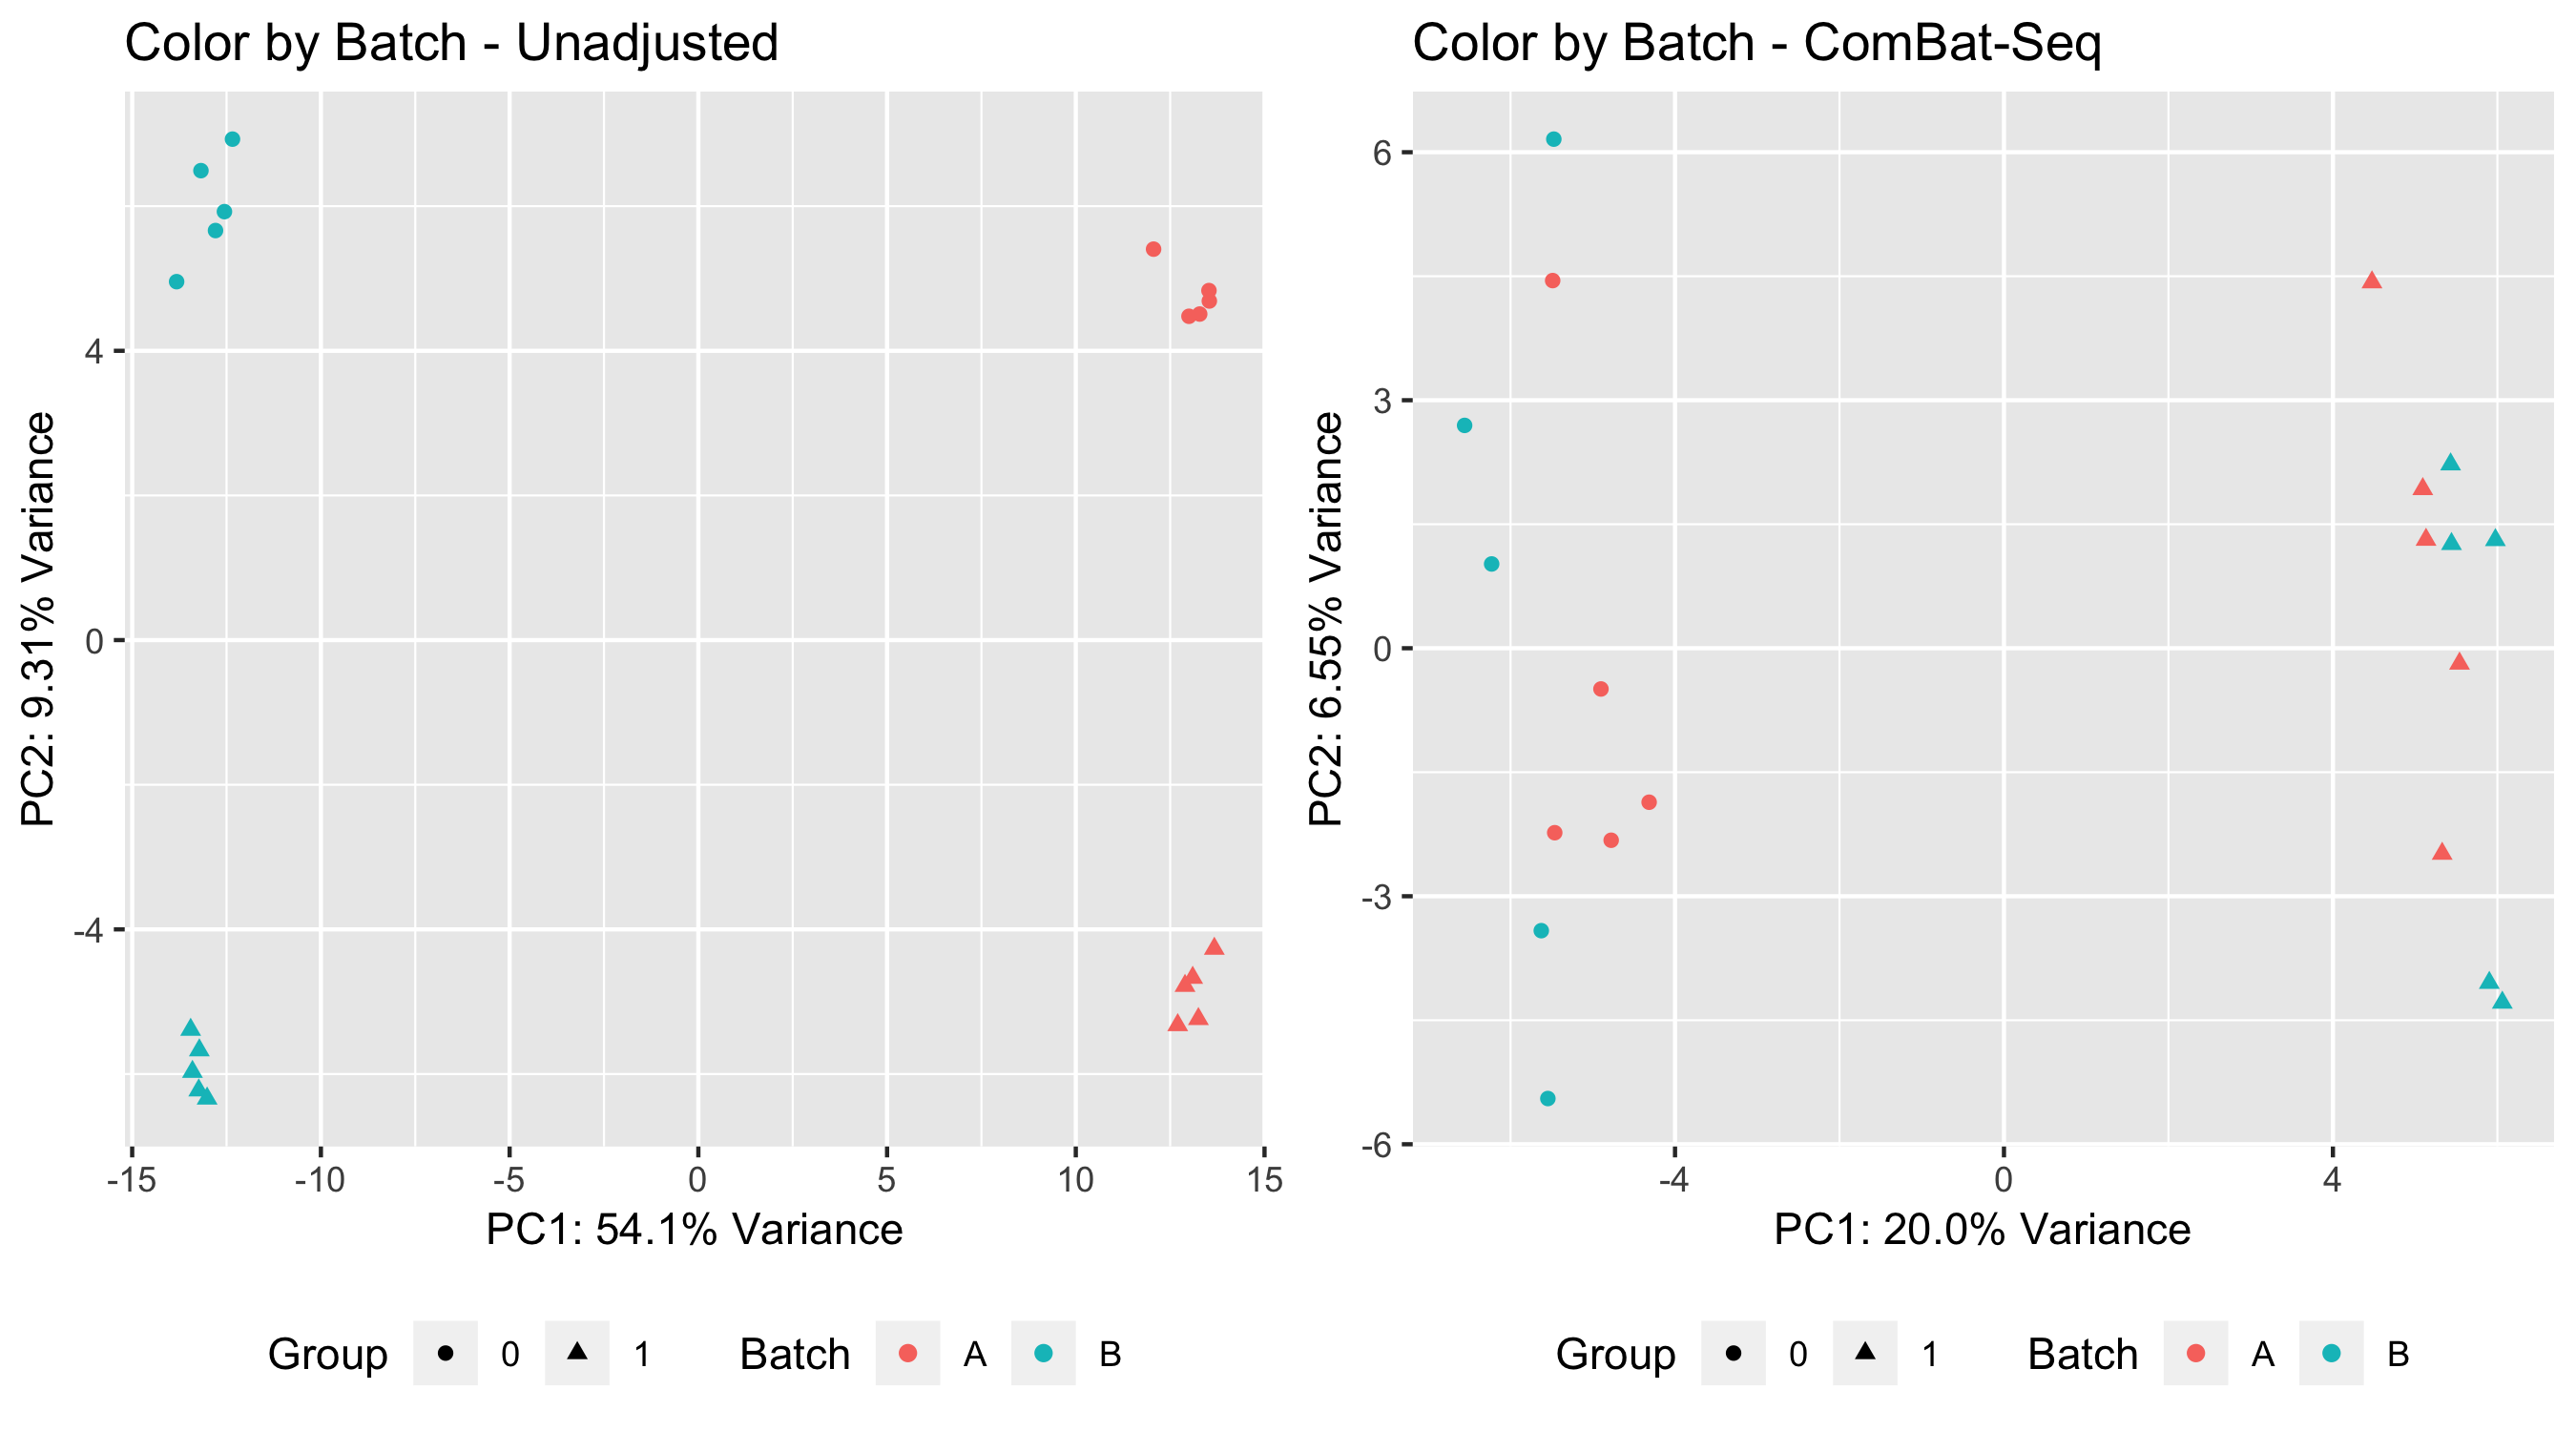 Color by Batch - Unadjusted
PC2: 9.31% Variance
4
0
-4
-15 -10 -5 0 5 10 15
PC1: 54.1% Variance
Group 0 1 Batch A B
Color by Batch - ComBat-Seq
PC2: 6.55% Variance
6
3
0
-3
-6
-4 0 4
PC1: 20.0% Variance
Group 0 1 Batch A B